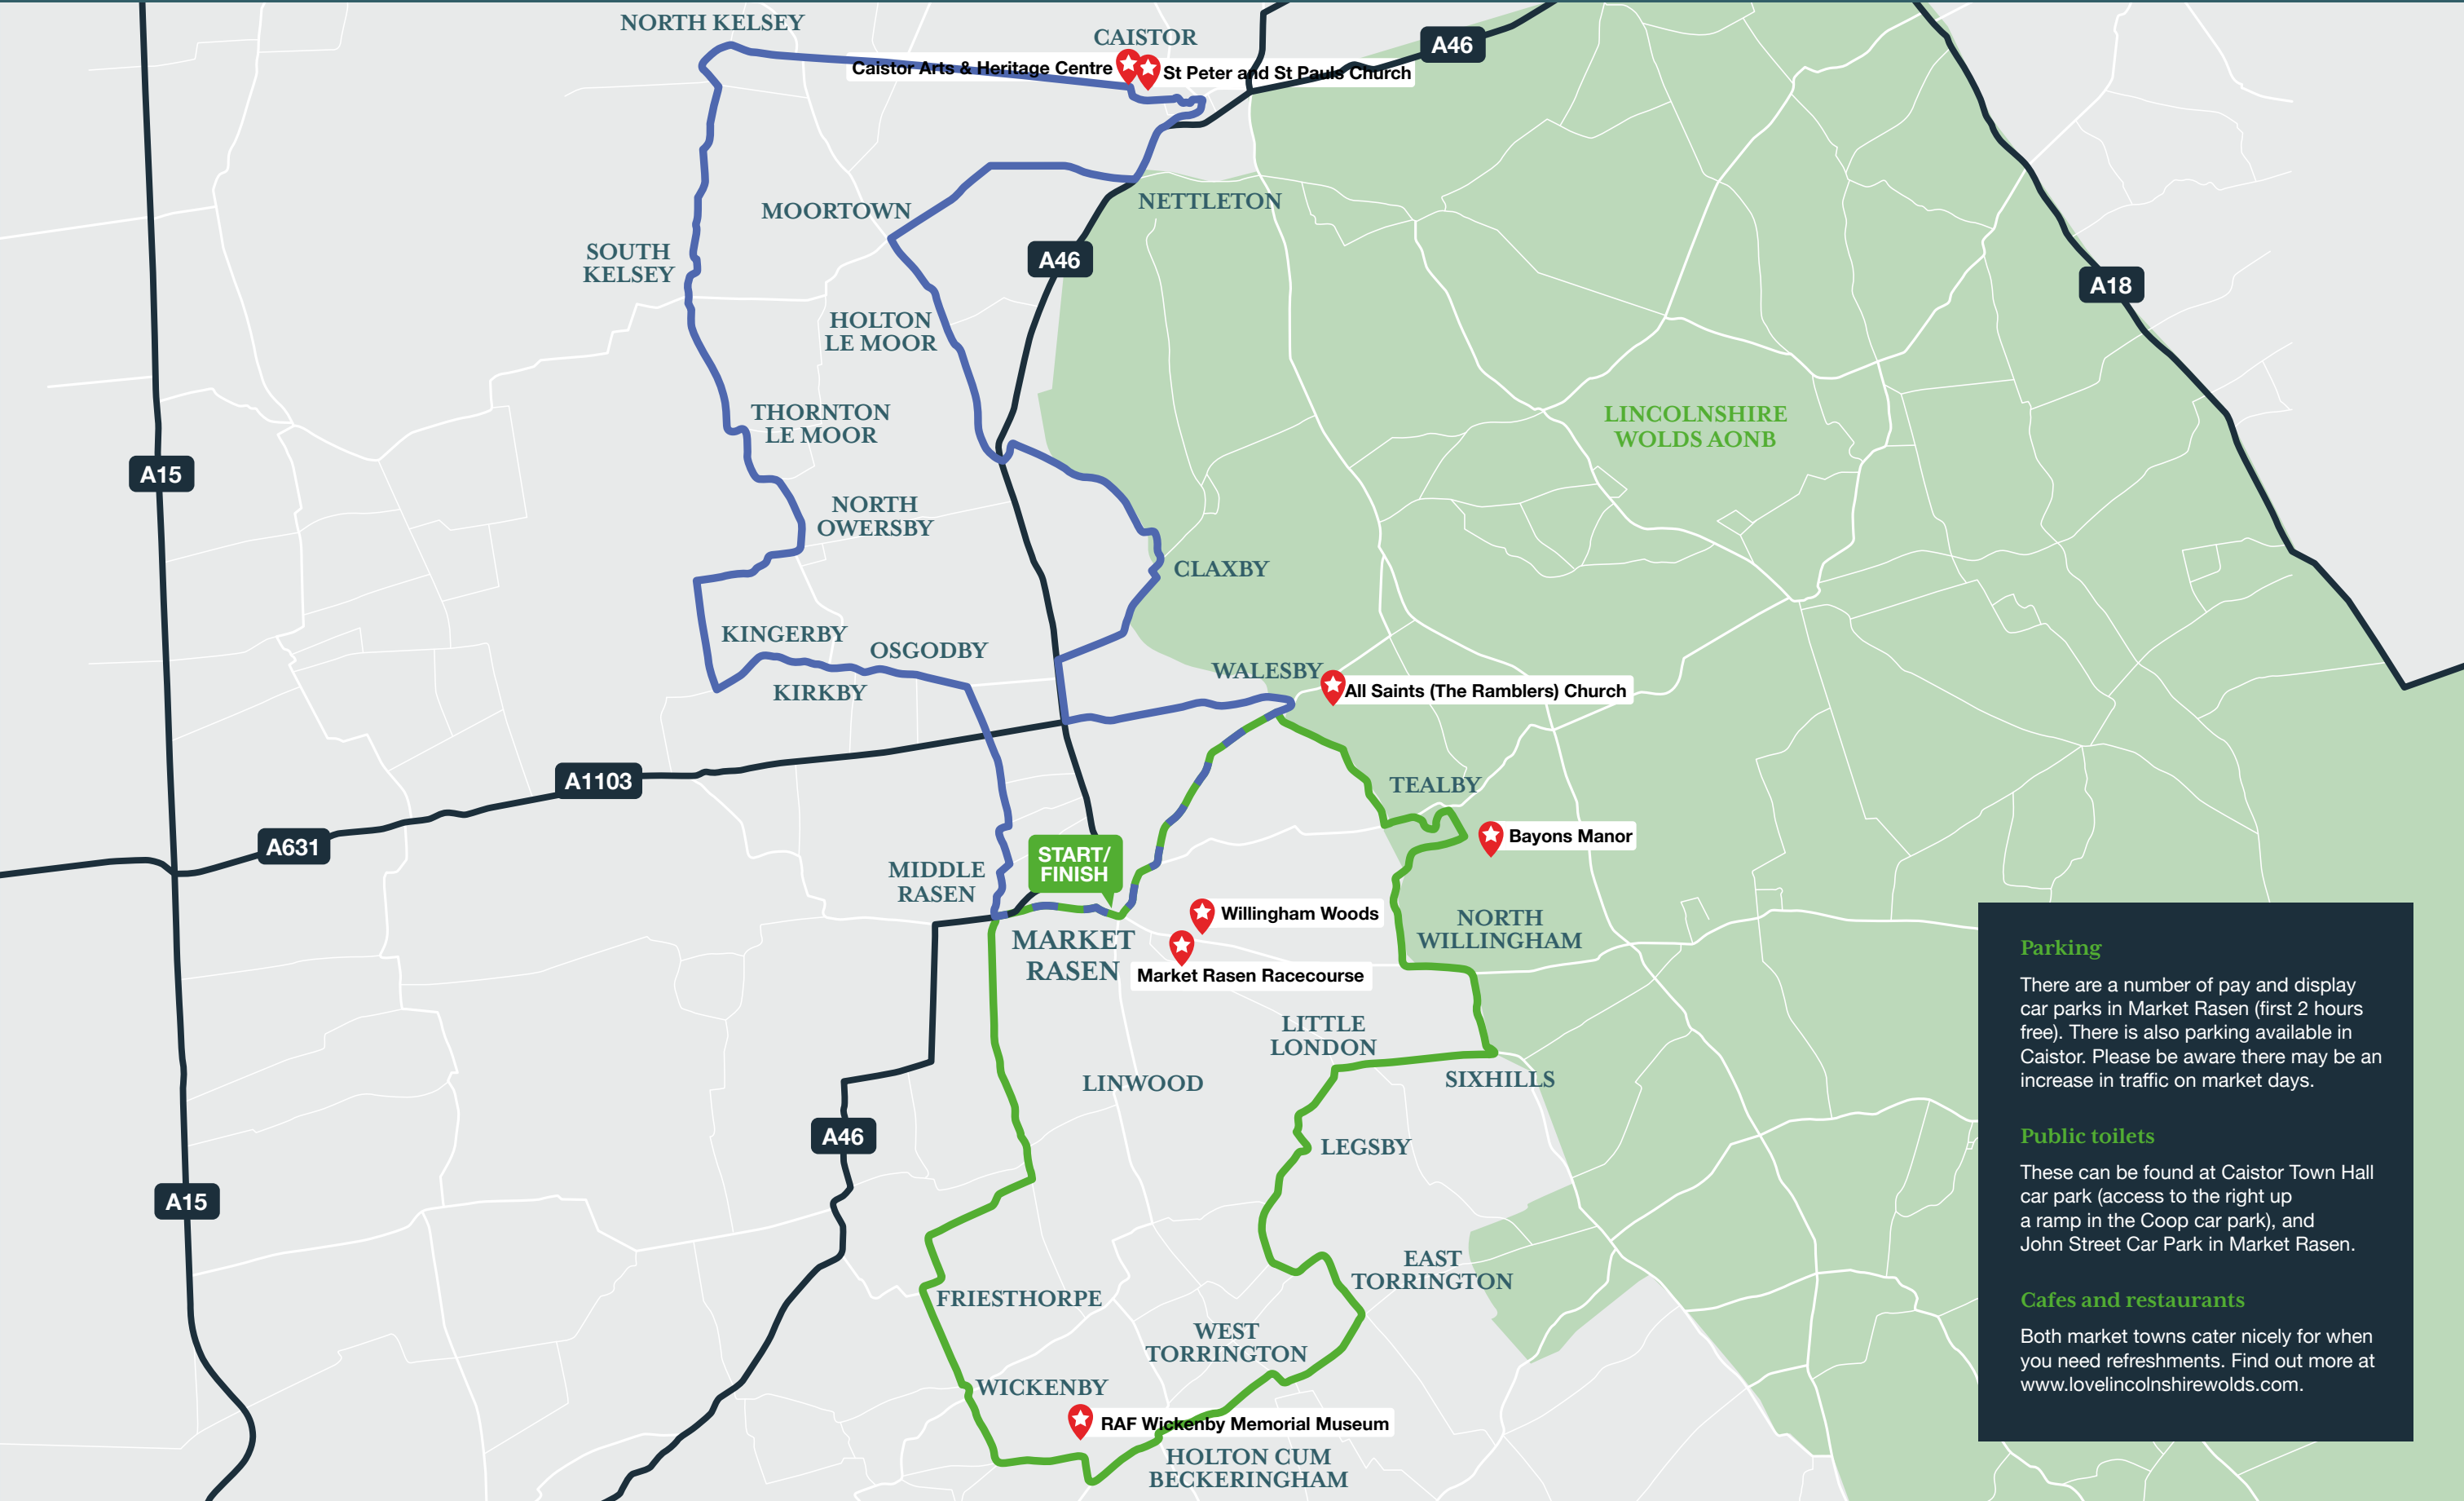 NORTH KELSEY
CAISTOR
A46
Caistor Arts & Heritage Centre
St Peter and St Pauls Church
MOORTOWN
NETTLETON
SOUTH
KELSEY
A46
A18
HOLTON
LE MOOR
THORNTON
LE MOOR
LINCOLNSHIRE
WOLDS AONB
A15
NORTH
OWERSBY
CLAXBY
KINGERBY
OSGODBY
KIRKBY
WALESBY
All Saints (The Ramblers) Church
A1103
TEALBY
A631
START/
FINISH
Bayons Manor
MIDDLE
RASEN
Willingham Woods
NORTH
WILLINGHAM
MARKET
RASEN
Market Rasen Racecourse
LITTLE
LONDON
LINWOOD
SIXHILLS
A46
LEGSBY
A15
EAST
TORRINGTON
FRIESTHORPE
WEST
TORRINGTON
WICKENBY
RAF Wickenby Memorial Museum
HOLTON CUM
BECKERINGHAM
Parking
There are a number of pay and display
car parks in Market Rasen (first 2 hours
free). There is also parking available in
Caistor. Please be aware there may be an
increase in traffic on market days.
Public toilets
These can be found at Caistor Town Hall
car park (access to the right up
a ramp in the Coop car park), and
John Street Car Park in Market Rasen.
Cafes and restaurants
Both market towns cater nicely for when
you need refreshments. Find out more at
www.lovelincolnshirewolds.com.